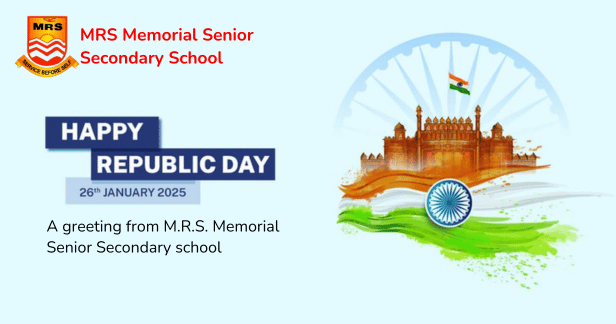 MRS
SERVICE BEFORE SELF
MRS Memorial Senior
Secondary School
HAPPY
REPUBLIC DAY
26th JANUARY 2025
A greeting from M.R.S. Memorial
Senior Secondary school